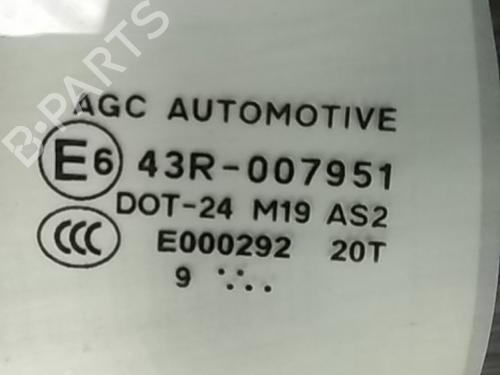 B-PARTS
AGC AUTOMOTIVE
E6 43R-007951
DOT-24 M19 AS2
CCC E000292 20T
9